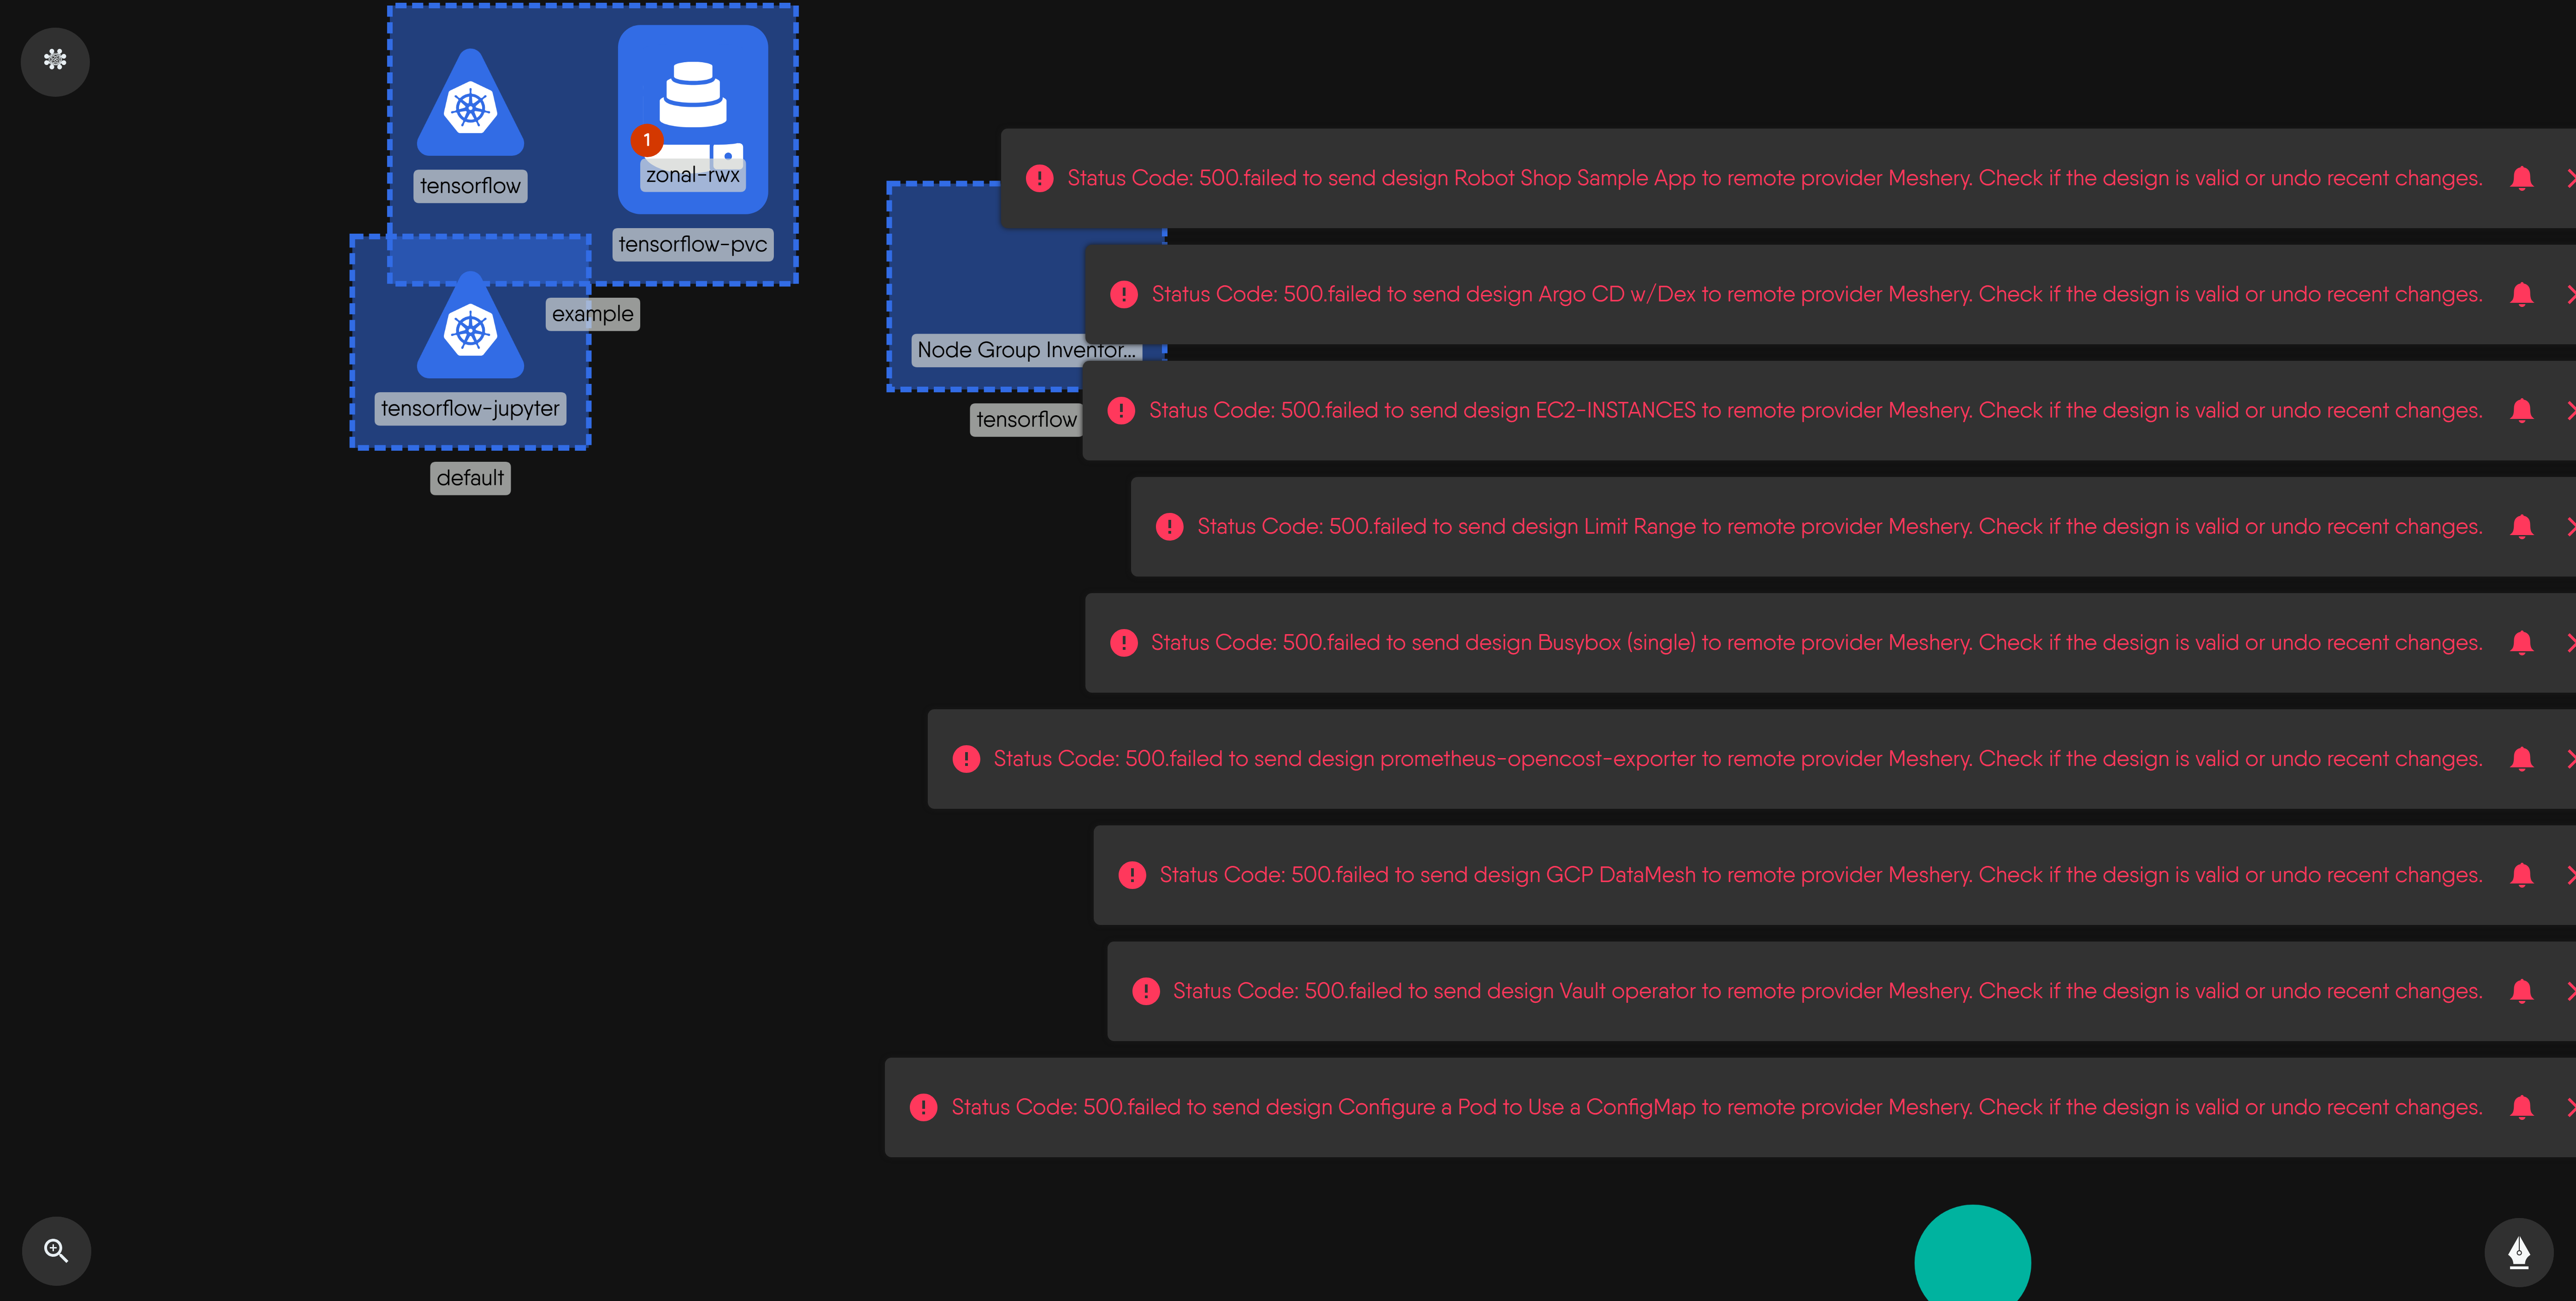 tensorflow
1
zonal-rwx
tensorflow-pvc
example
tensorflow-jupyter
default
Node Group Inventor...
tensorflow
Status Code: 500.failed to send design Robot Shop Sample App to remote provider Meshery. Check if the design is valid or undo recent changes.
Status Code: 500.failed to send design Argo CD w/Dex to remote provider Meshery. Check if the design is valid or undo recent changes.
Status Code: 500.failed to send design EC2-INSTANCES to remote provider Meshery. Check if the design is valid or undo recent changes.
Status Code: 500.failed to send design Limit Range to remote provider Meshery. Check if the design is valid or undo recent changes.
Status Code: 500.failed to send design Busybox (single) to remote provider Meshery. Check if the design is valid or undo recent changes.
Status Code: 500.failed to send design prometheus-opencost-exporter to remote provider Meshery. Check if the design is valid or undo recent changes.
Status Code: 500.failed to send design GCP DataMesh to remote provider Meshery. Check if the design is valid or undo recent changes.
Status Code: 500.failed to send design Vault operator to remote provider Meshery. Check if the design is valid or undo recent changes.
Status Code: 500.failed to send design Configure a Pod to Use a ConfigMap to remote provider Meshery. Check if the design is valid or undo recent changes.